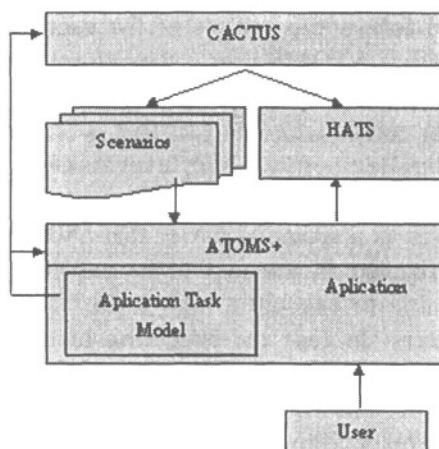 CACTUS
Scenarios
HATS
ATOMS+
Aplication
Aplication Task
Model
User